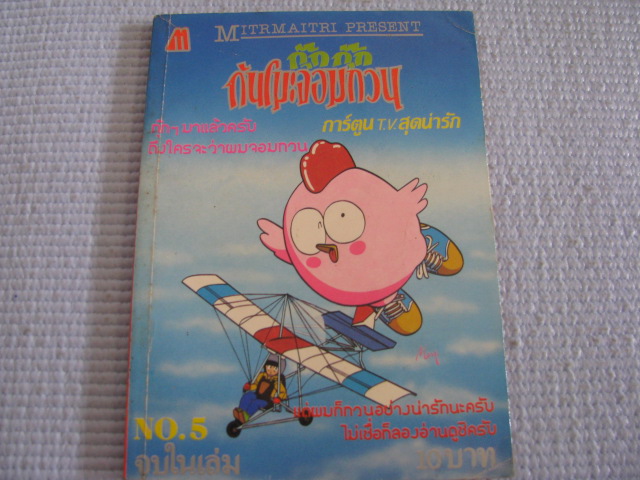 MITRMAITRI PRESENT
กุ๊ก กุ๊ก
จอมกวน
การ์ตูน T.V. สุดน่ารัก
กุ๊กๆ มาแล้วครับ
ถึงใครจะว่าผมจอมกวน
แต่ผมก็กวนอย่างน่ารักนะครับ
ไม่เชื่อก็ลองอ่านดูซิครับ
NO.5
จบในเล่ม
บาท